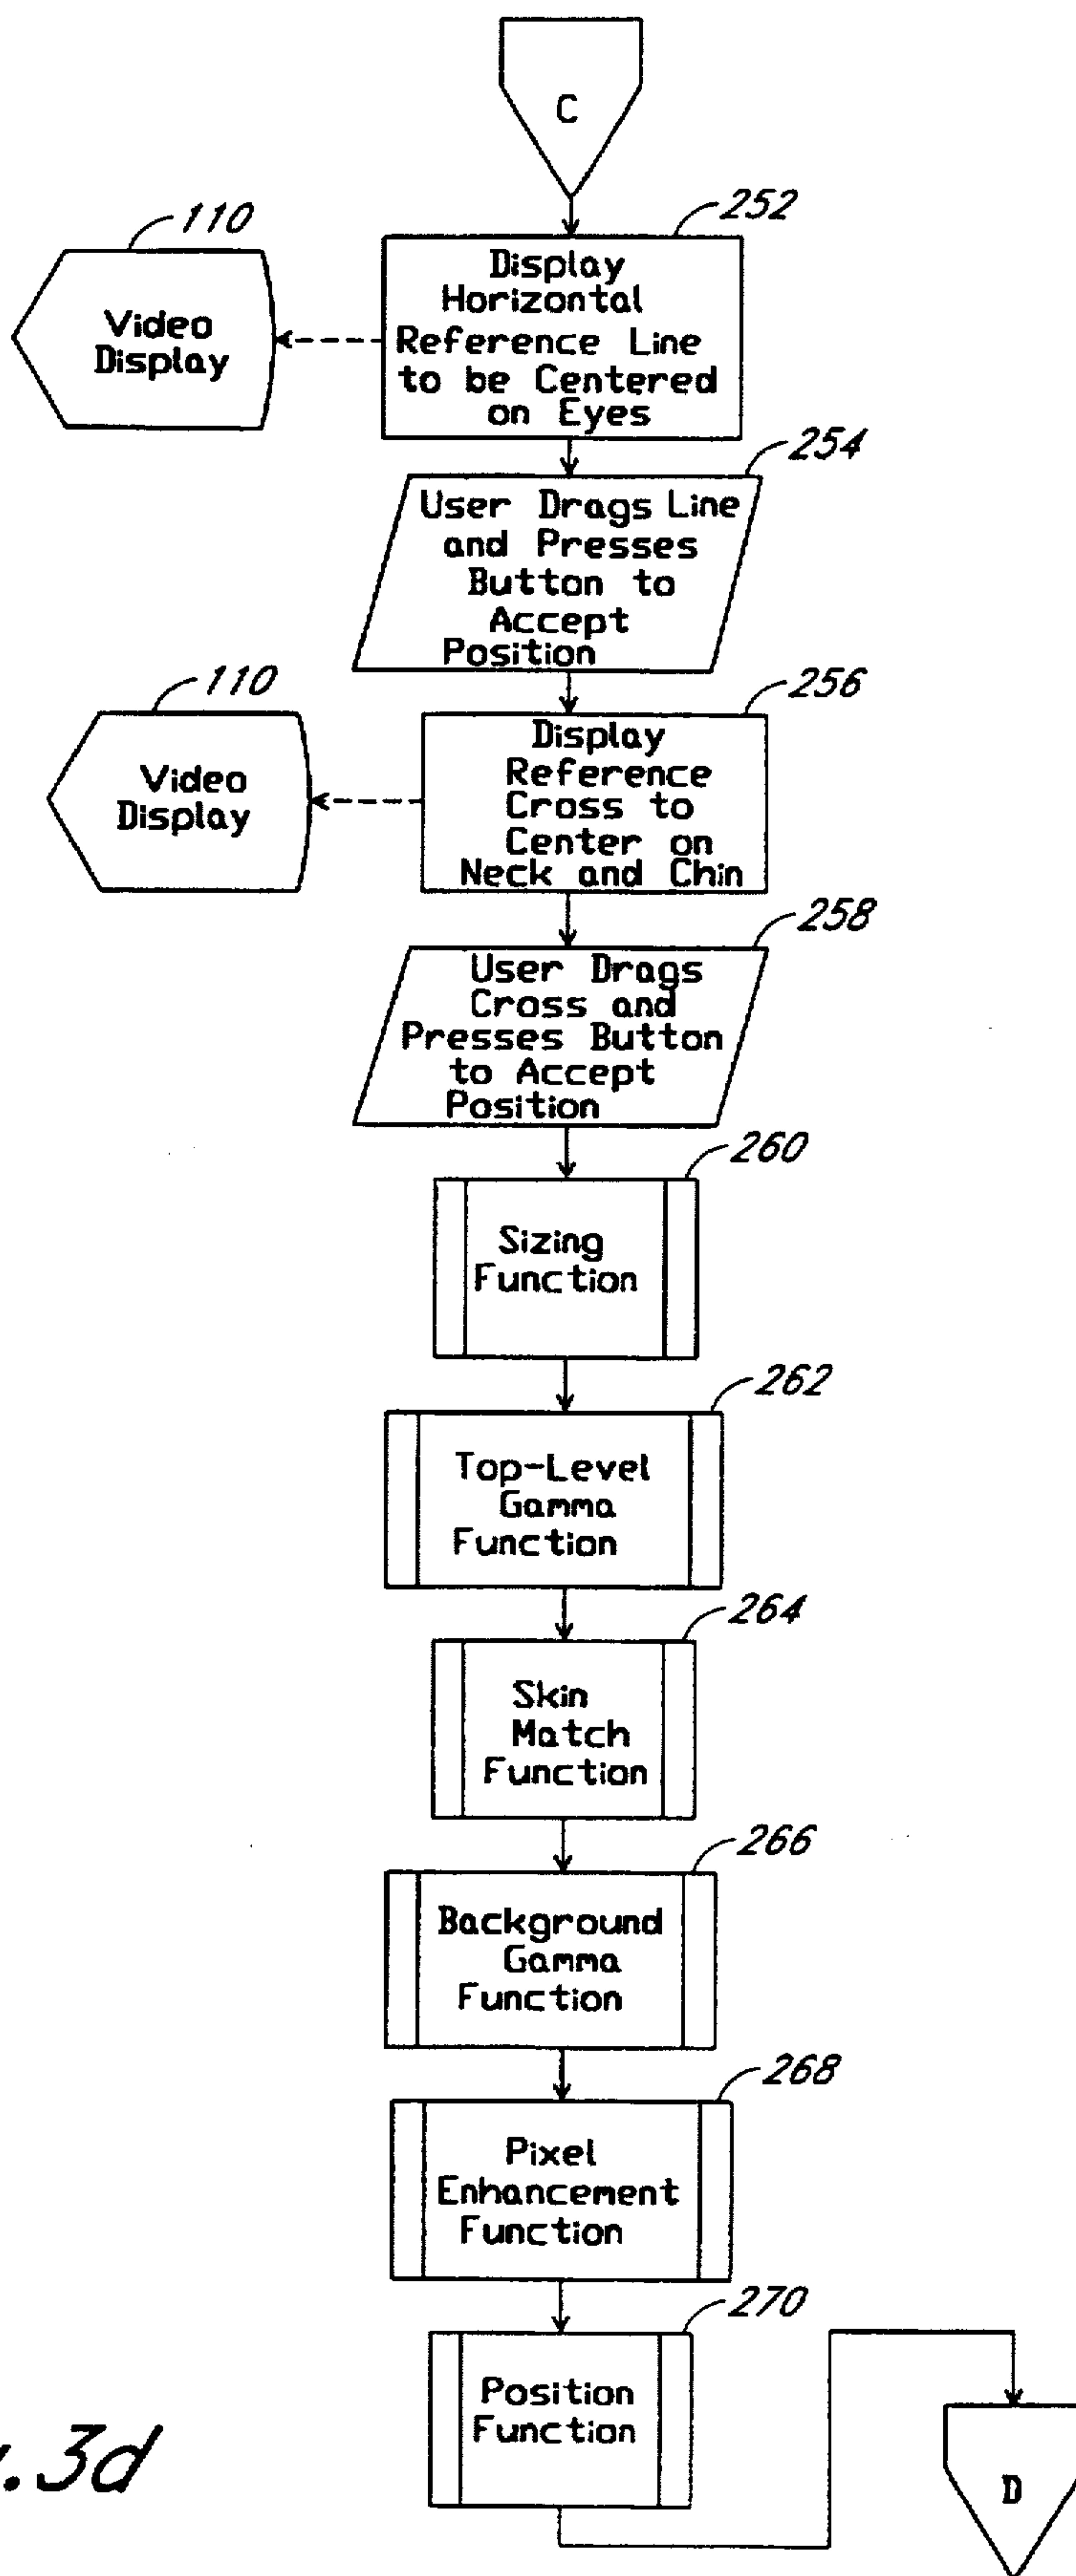 C
252
110
Display
Horizontal
Reference Line
to be Centered
on Eyes
Video
Display
254
User Drags Line
and Presses
Button to
Accept
Position
110
256
Display
Reference
Cross to
Center on
Neck and Chin
Video
Display
258
User Drags
Cross and
Presses Button
to Accept
Position
260
Sizing
Function
262
Top-Level
Gamma
Function
264
Skin
Match
Function
266
Background
Gamma
Function
268
Pixel
Enhancement
Function
270
Position
Function
D
. 3d